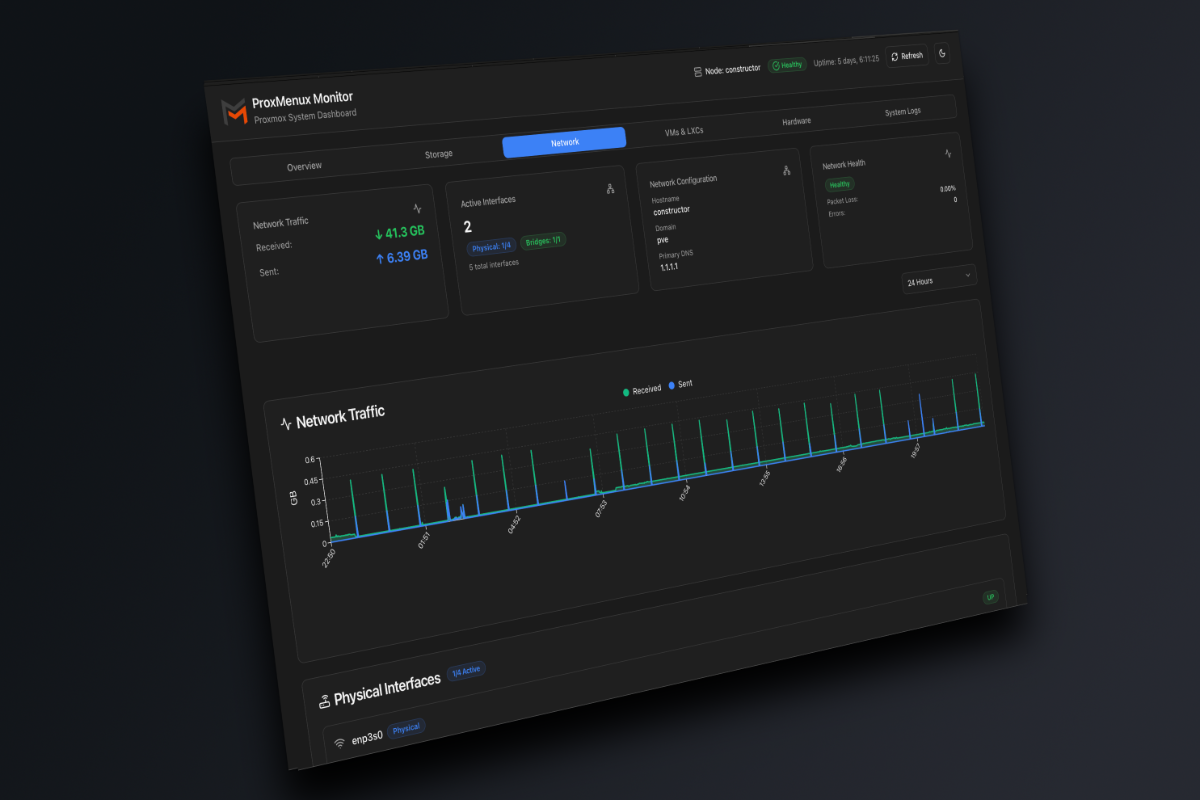 ProxMenux Monitor
Proxmox System Dashboard
Node: constructor
Healthy
Uptime: 5 days, 6:11:25
Refresh
Overview
Storage
Network
VMs & LXCs
Hardware
System Logs
Network Traffic
Received:
↓ 41.3 GB
Sent:
↑ 6.39 GB
Active Interfaces
2
Physical: 1/4
Bridges: 1/1
5 total interfaces
Network Configuration
Hostname
constructor
Domain
pve
Primary DNS
1.1.1.1
Network Health
Healthy
Packet Loss:
0.00%
Errors:
0
24 Hours
Network Traffic
Received
Sent
GB
0.6
0.45
0.3
0.15
0
22:50
01:51
04:52
07:53
10:54
13:55
16:56
19:57
Physical Interfaces
1/4 Active
enp3s0
Physical
UP